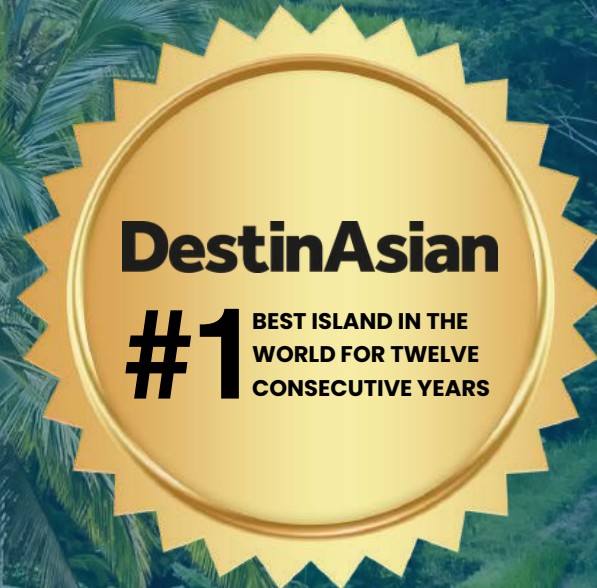 DestinAsian
#1
BEST ISLAND IN THE
WORLD FOR TWELVE
CONSECUTIVE YEARS